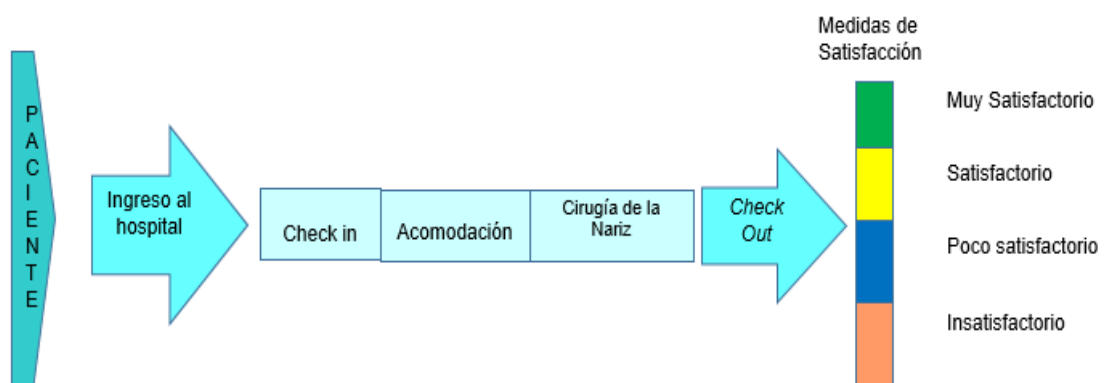 Medidas de
Satisfacción
PACIENTE
Ingreso al
hospital
Check in
Acomodación
Cirugía de la
Nariz
Check
Out
Muy Satisfactorio
Satisfactorio
Poco satisfactorio
Insatisfactorio